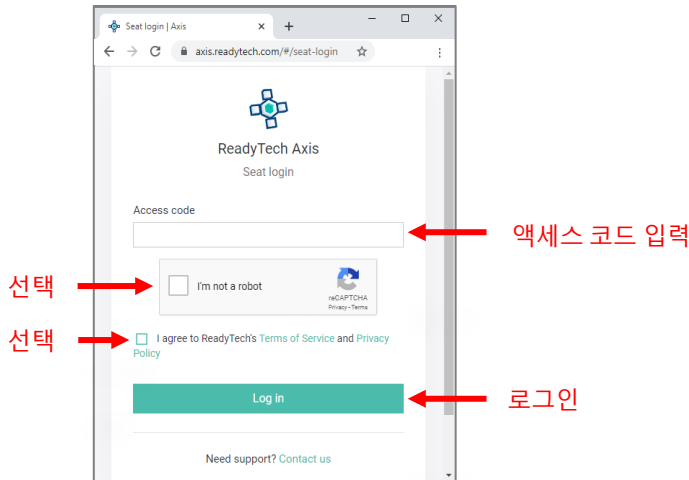 Seat login | Axis
axis.readytech.com/#/seat-login
ReadyTech Axis
Seat login
Access code
액세스 코드 입력
선택
I'm not a robot
reCAPTCHA
Privacy - Terms
선택
I agree to ReadyTech's Terms of Service and Privacy
Policy
Log in
로그인
Need support? Contact us